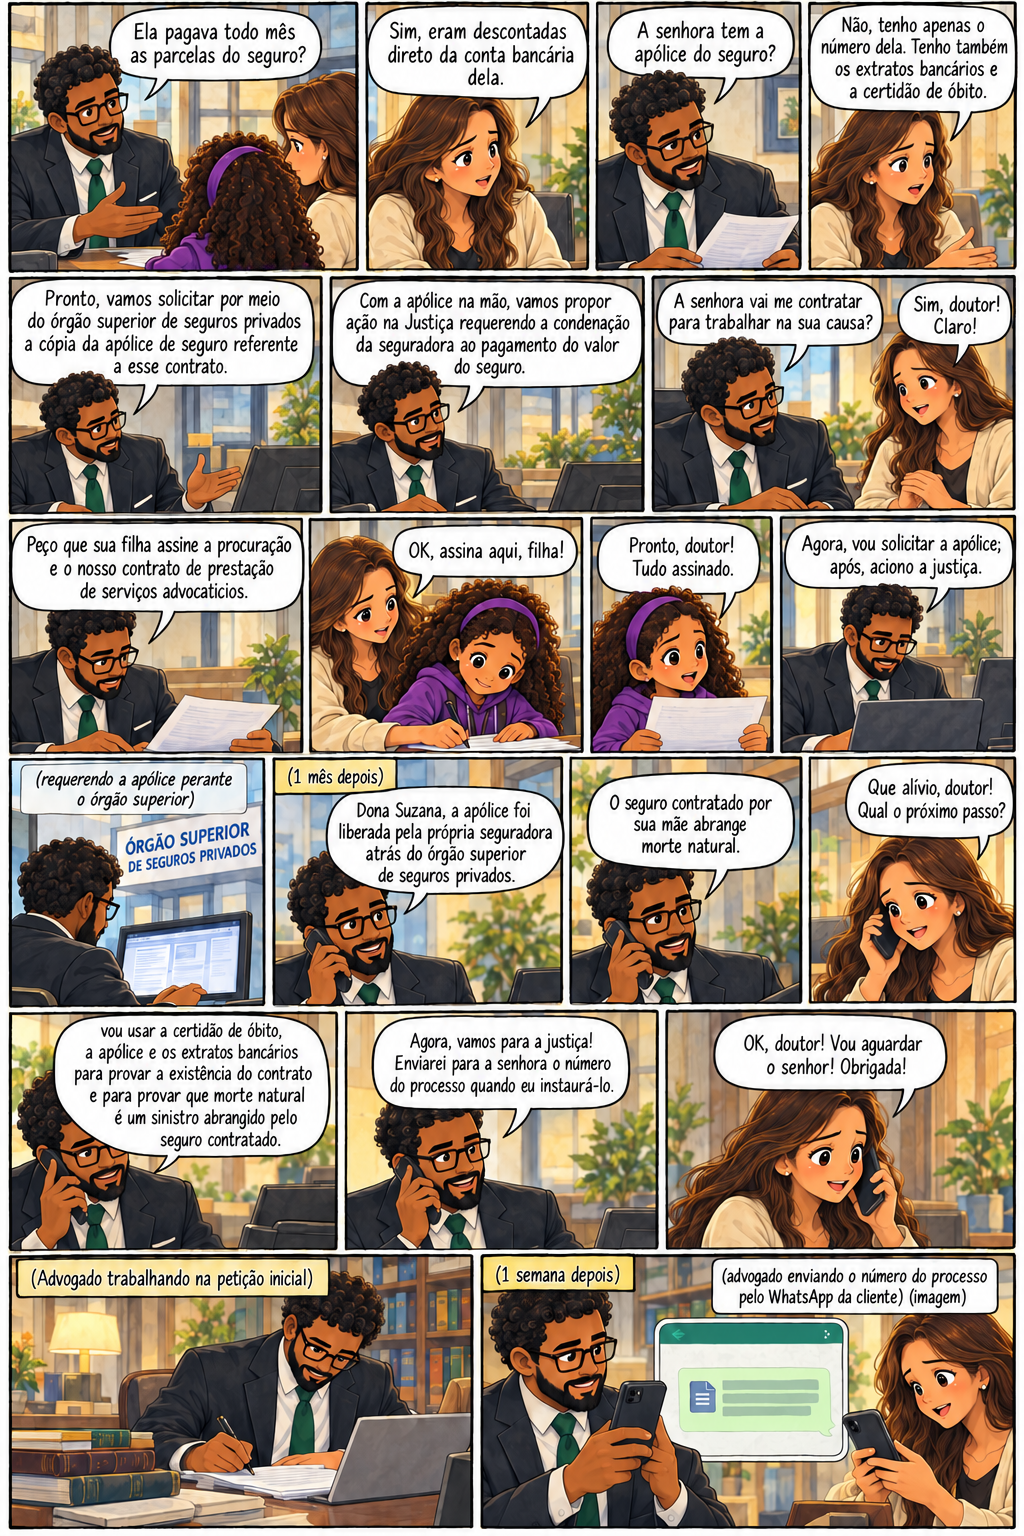 Ela pagava todo mês
as parcelas do seguro?
Sim, eram descontadas
direto da conta bancária
dela.
A senhora tem a
apólice do seguro?
Não, tenho apenas o
número dela. Tenho também
os extratos bancários e
a certidão de óbito.
Pronto, vamos solicitar por meio
do órgão superior de seguros privados
a cópia da apólice de seguro referente
a esse contrato.
Com a apólice na mão, vamos propor
ação na Justiça requerendo a condenação
da seguradora ao pagamento do valor
do seguro.
A senhora vai me contratar
para trabalhar na sua causa?
Sim, doutor!
Claro!
Peço que sua filha assine a procuração
e o nosso contrato de prestação
de serviços advocaticios.
OK, assina aqui, filha!
Pronto, doutor!
Tudo assinado.
Agora, vou solicitar a apólice;
após, aciono a justiça.
(requerendo a apólice perante
o órgão superior)
ÓRGÃO SUPERIOR
DE SEGUROS PRIVADOS
(1 mês depois)
Dona Suzana, a apólice foi
liberada pela própria seguradora
atrás do órgão superior
de seguros privados.
O seguro contratado por
sua mãe abrange
morte natural.
Que alívio, doutor!
Qual o próximo passo?
vou usar a certidão de óbito,
a apólice e os extratos bancários
para provar a existência do contrato
e para provar que morte natural
é um sinistro abrangido pelo
seguro contratado.
Agora, vamos para a justiça!
Enviarei para a senhora o número
do processo quando eu instaurá-lo.
OK, doutor! Vou aguardar
o senhor! Obrigada!
(Advogado trabalhando na petição inicial)
(1 semana depois)
(advogado enviando o número do processo
pelo WhatsApp da cliente) (imagem)